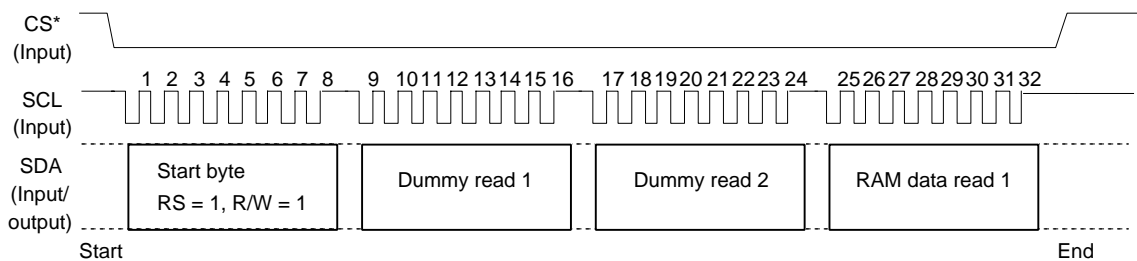 CS*
(Input)
1 2 3 4 5 6 7 8 9 10 11 12 13 14 15 16 17 18 19 20 21 22 23 24 25 26 27 28 29 30 31 32
SCL
(Input)
SDA
(Input/
output)
Start byte
RS = 1, R/W = 1
Dummy read 1
Dummy read 2
RAM data read 1
Start
End